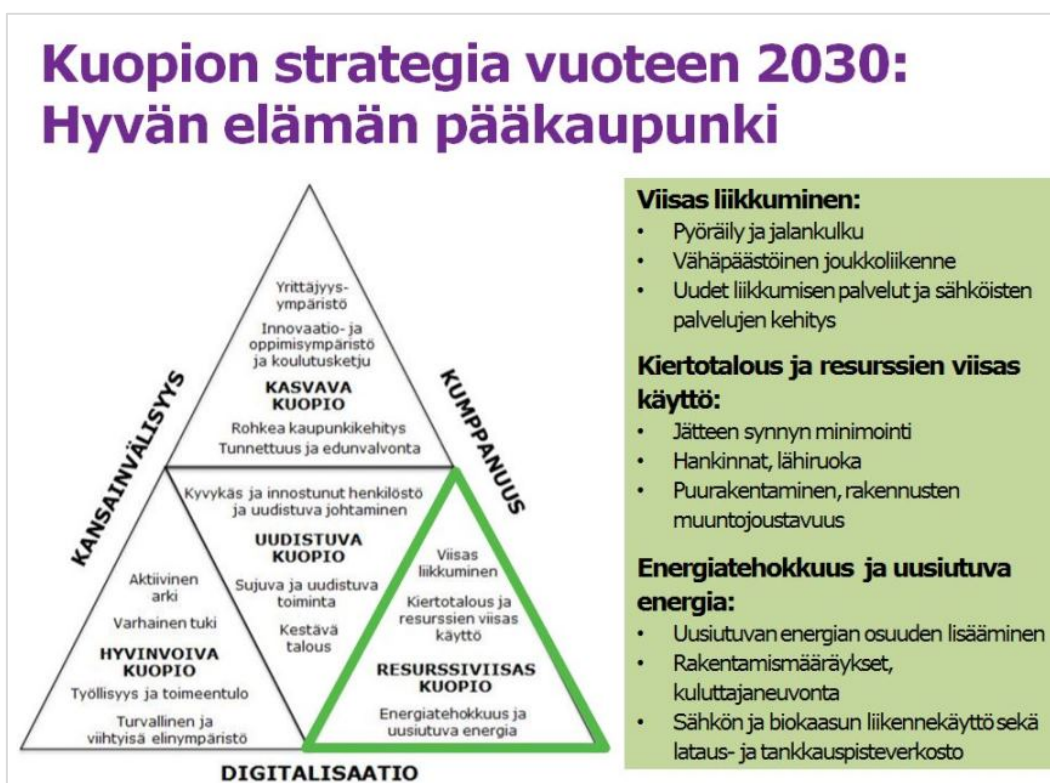 Kuopion strategia vuoteen 2030:
Hyvän elämän pääkaupunki
Yrittäjyys-
ympäristö
Innovaatio- ja
oppimisympäristö
ja koulutusketju
KASVAVA
KUOPIO
Rohkea kaupunkikehitys
Tunnettuus ja edunvalvonta
KANSAINVÄLISYYS
KUMPPANUUS
Kyvykäs ja innostunut henkilöstö
ja uudistuva johtaminen
UUDISTUVA
KUOPIO
Sujuva ja uudistuva
toiminta
Kestävä
talous
Aktiivinen
arki
Varhainen tuki
HYVINVOIVA
KUOPIO
Työllisyys ja toimeentulo
Turvallinen ja
viihtyisä elinympäristö
Viisas
liikkuminen
Kiertotalous ja
resurssien viisas
käyttö
RESURSSIVIISAS
KUOPIO
Energiatehokkuus ja
uusiutuva energia
DIGITALISAATIO
Viisas liikkuminen:
• Pyöräily ja jalankulku
• Vähäpäästöinen joukkoliikenne
• Uudet liikkumisen palvelut ja sähköisten
palvelujen kehitys
Kiertotalous ja resurssien viisas
käyttö:
• Jätteen synnyn minimointi
• Hankinnat, lähiruoka
• Puurakentaminen, rakennusten
muuntojoustavuus
Energiatehokkuus ja uusiutuva
energia:
• Uusiutuvan energian osuuden lisääminen
• Rakentamismääräykset,
kuluttajaneuvonta
• Sähkön ja biokaasun liikennekäyttö sekä
lataus- ja tankkauspisteverkosto